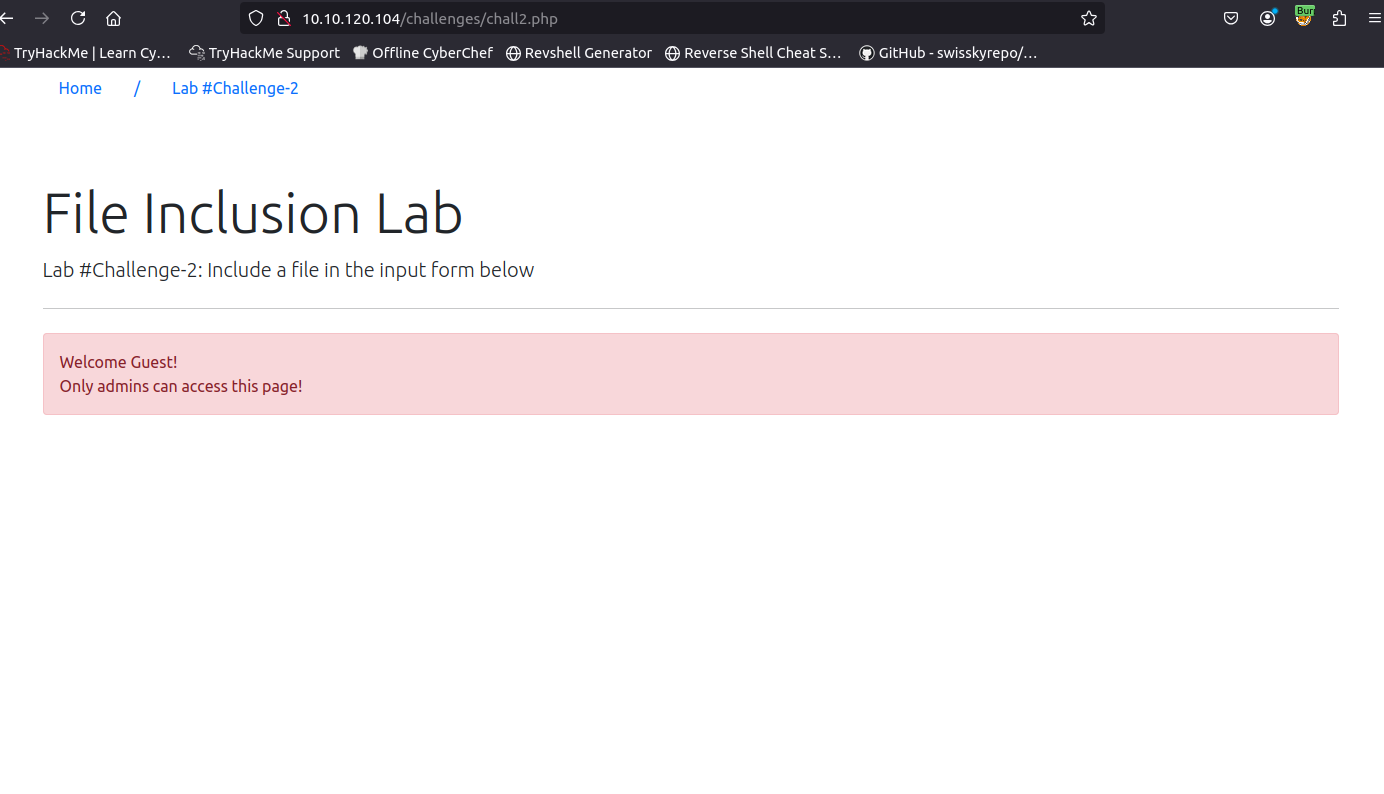 10.10.120.104/challenges/chall2.php
Burp
TryHackMe | Learn Cy… TryHackMe Support Offline CyberChef Revshell Generator Reverse Shell Cheat S… GitHub - swisskyrepo/…
Home / Lab #Challenge-2
File Inclusion Lab
Lab #Challenge-2: Include a file in the input form below
Welcome Guest!
Only admins can access this page!